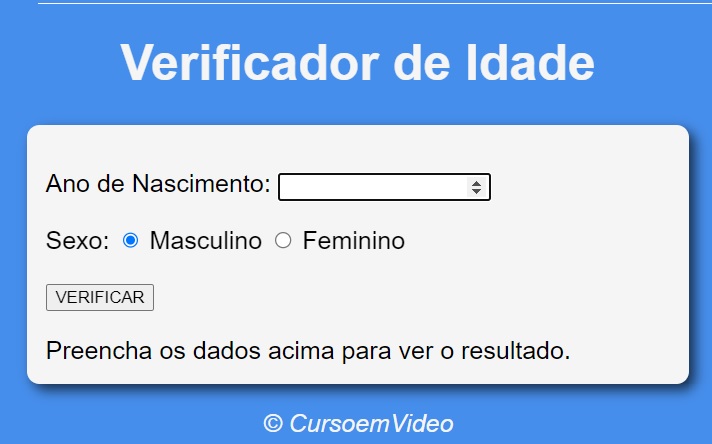 Verificador de Idade
Ano de Nascimento:
Sexo: Masculino Feminino
VERIFICAR
Preencha os dados acima para ver o resultado.
© CursoemVideo